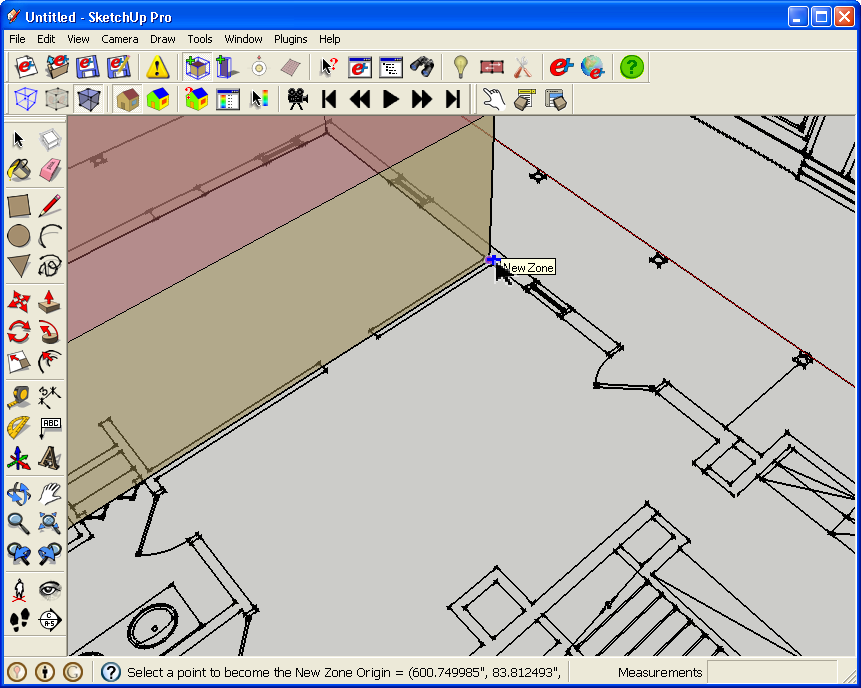 Untitled - SketchUp Pro
File Edit View Camera Draw Tools Window Plugins Help
New Zone
ABC
A
C
A-5
Select a point to become the New Zone Origin = (600.749985", 83.812493",
Measurements